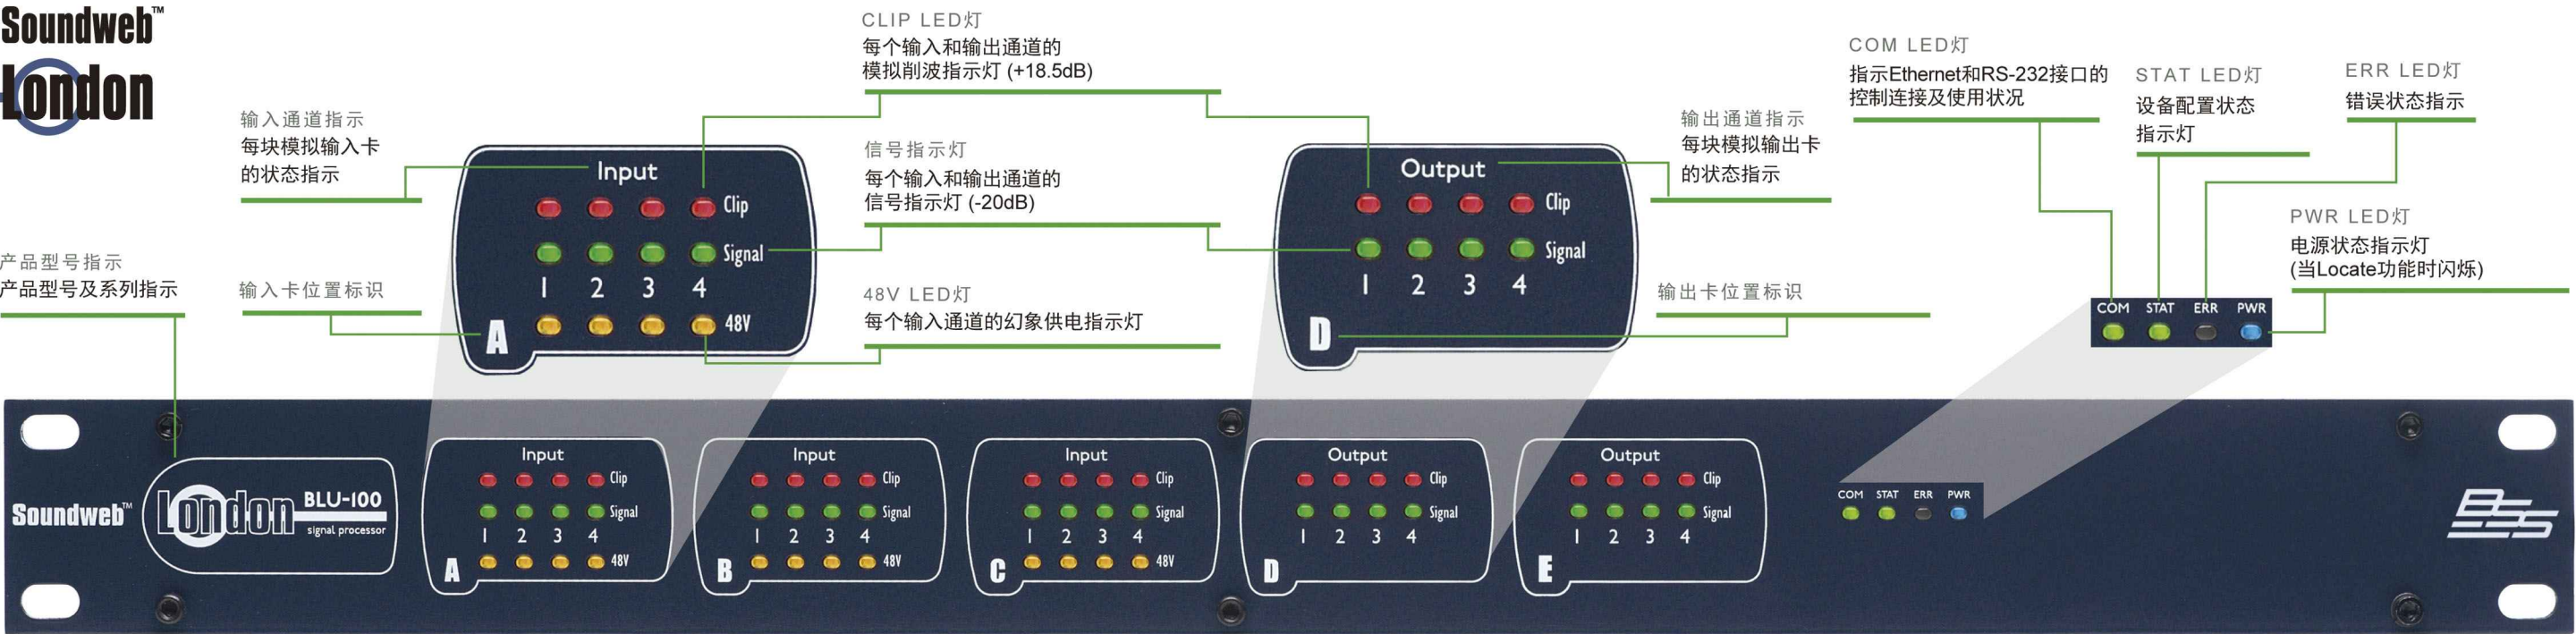 Soundweb™
London
CLIP LED灯
每个输入和输出通道的
模拟削波指示灯 (+18.5dB)
输入通道指示
每块模拟输入卡
的状态指示
信号指示灯
每个输入和输出通道的
信号指示灯 (-20dB)
输出通道指示
每块模拟输出卡
的状态指示
COM LED灯
指示Ethernet和RS-232接口的
控制连接及使用状况
STAT LED灯
设备配置状态
指示灯
ERR LED灯
错误状态指示
PWR LED灯
电源状态指示灯
(当Locate功能时闪烁)
产品型号指示
产品型号及系列指示
输入卡位置标识
48V LED灯
每个输入通道的幻象供电指示灯
输出卡位置标识
Input
Clip
Signal
1 2 3 4
48V
A
Output
Clip
Signal
1 2 3 4
D
COM STAT ERR PWR
Soundweb™
London BLU-100
signal processor
Input
Clip
Signal
1 2 3 4
48V
A
Input
Clip
Signal
1 2 3 4
48V
B
Input
Clip
Signal
1 2 3 4
48V
C
Output
Clip
Signal
1 2 3 4
D
Output
Clip
Signal
1 2 3 4
E
COM STAT ERR PWR
BSS